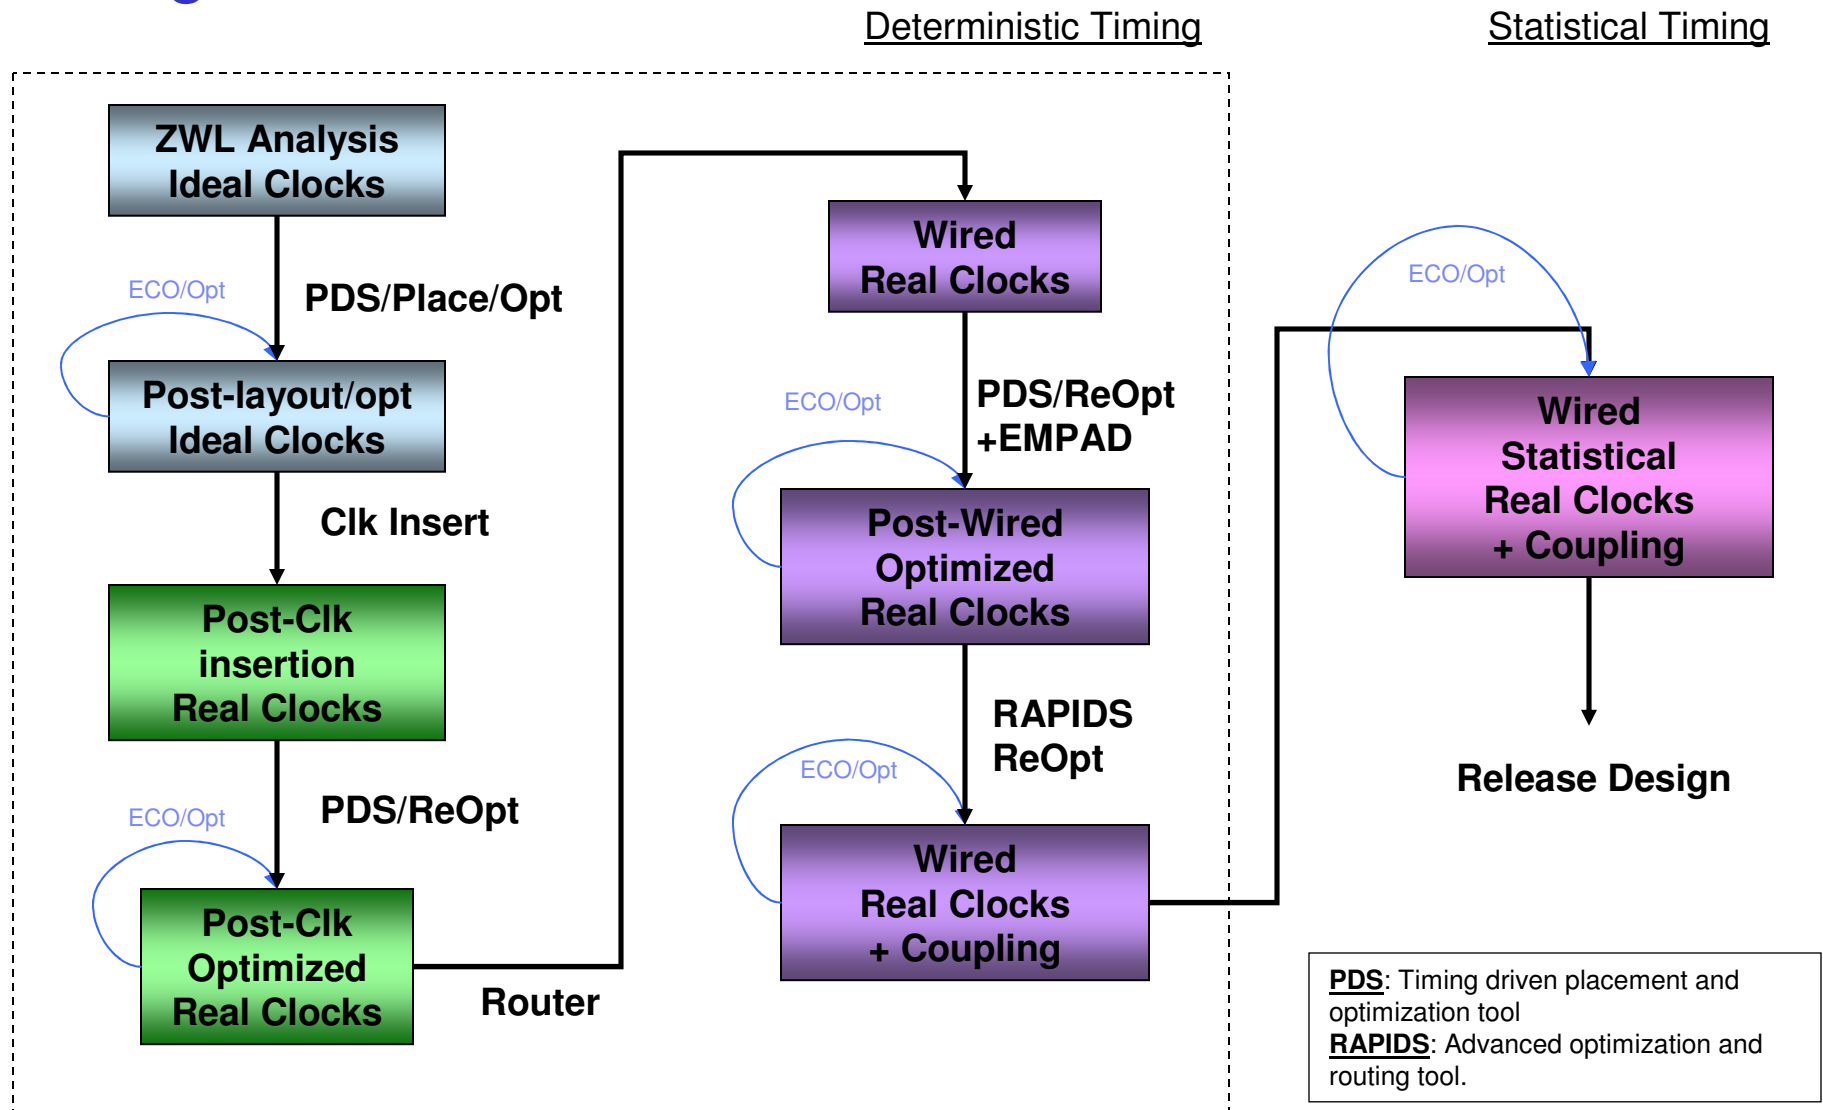 Deterministic Timing
Statistical Timing
ZWL Analysis
Ideal Clocks
ECO/Opt
PDS/Place/Opt
Post-layout/opt
Ideal Clocks
Clk Insert
Post-Clk
insertion
Real Clocks
ECO/Opt
PDS/ReOpt
Post-Clk
Optimized
Real Clocks
Router
Wired
Real Clocks
ECO/Opt
PDS/ReOpt
+EMPAD
Post-Wired
Optimized
Real Clocks
RAPIDS
ReOpt
ECO/Opt
Wired
Real Clocks
+ Coupling
ECO/Opt
Wired
Statistical
Real Clocks
+ Coupling
Release Design
PDS: Timing driven placement and
optimization tool
RAPIDS: Advanced optimization and
routing tool.